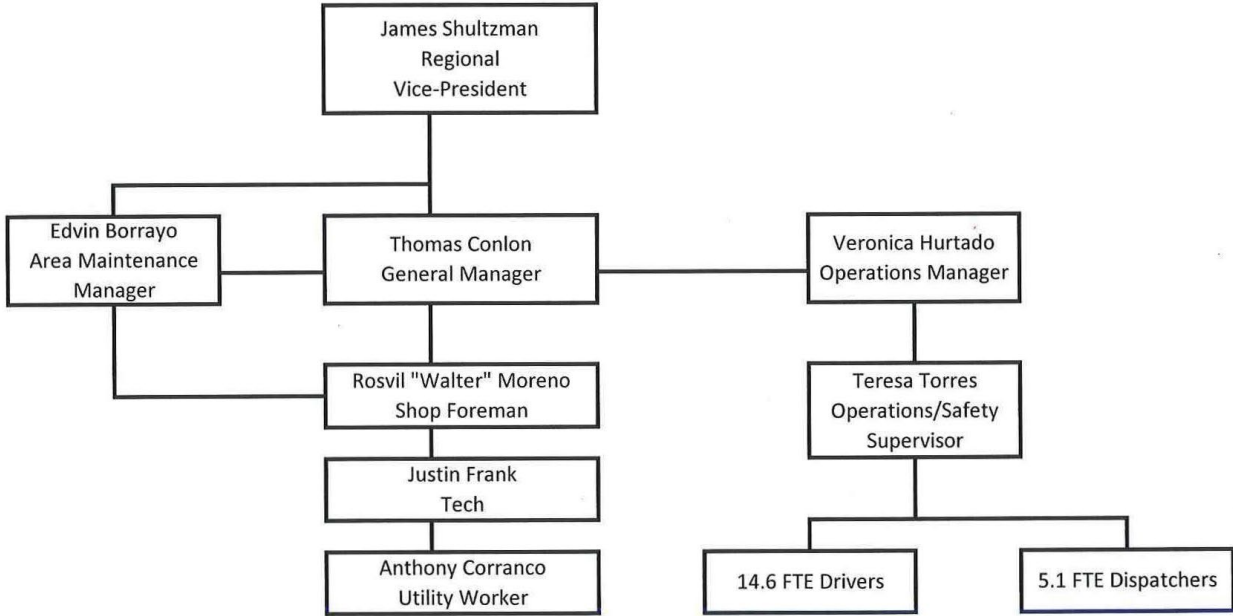 James Shultzman
Regional
Vice-President
Edvin Borrayo
Area Maintenance
Manager
Thomas Conlon
General Manager
Veronica Hurtado
Operations Manager
Rosvil "Walter" Moreno
Shop Foreman
Teresa Torres
Operations/Safety
Supervisor
Justin Frank
Tech
Anthony Corranco
Utility Worker
14.6 FTE Drivers
5.1 FTE Dispatchers